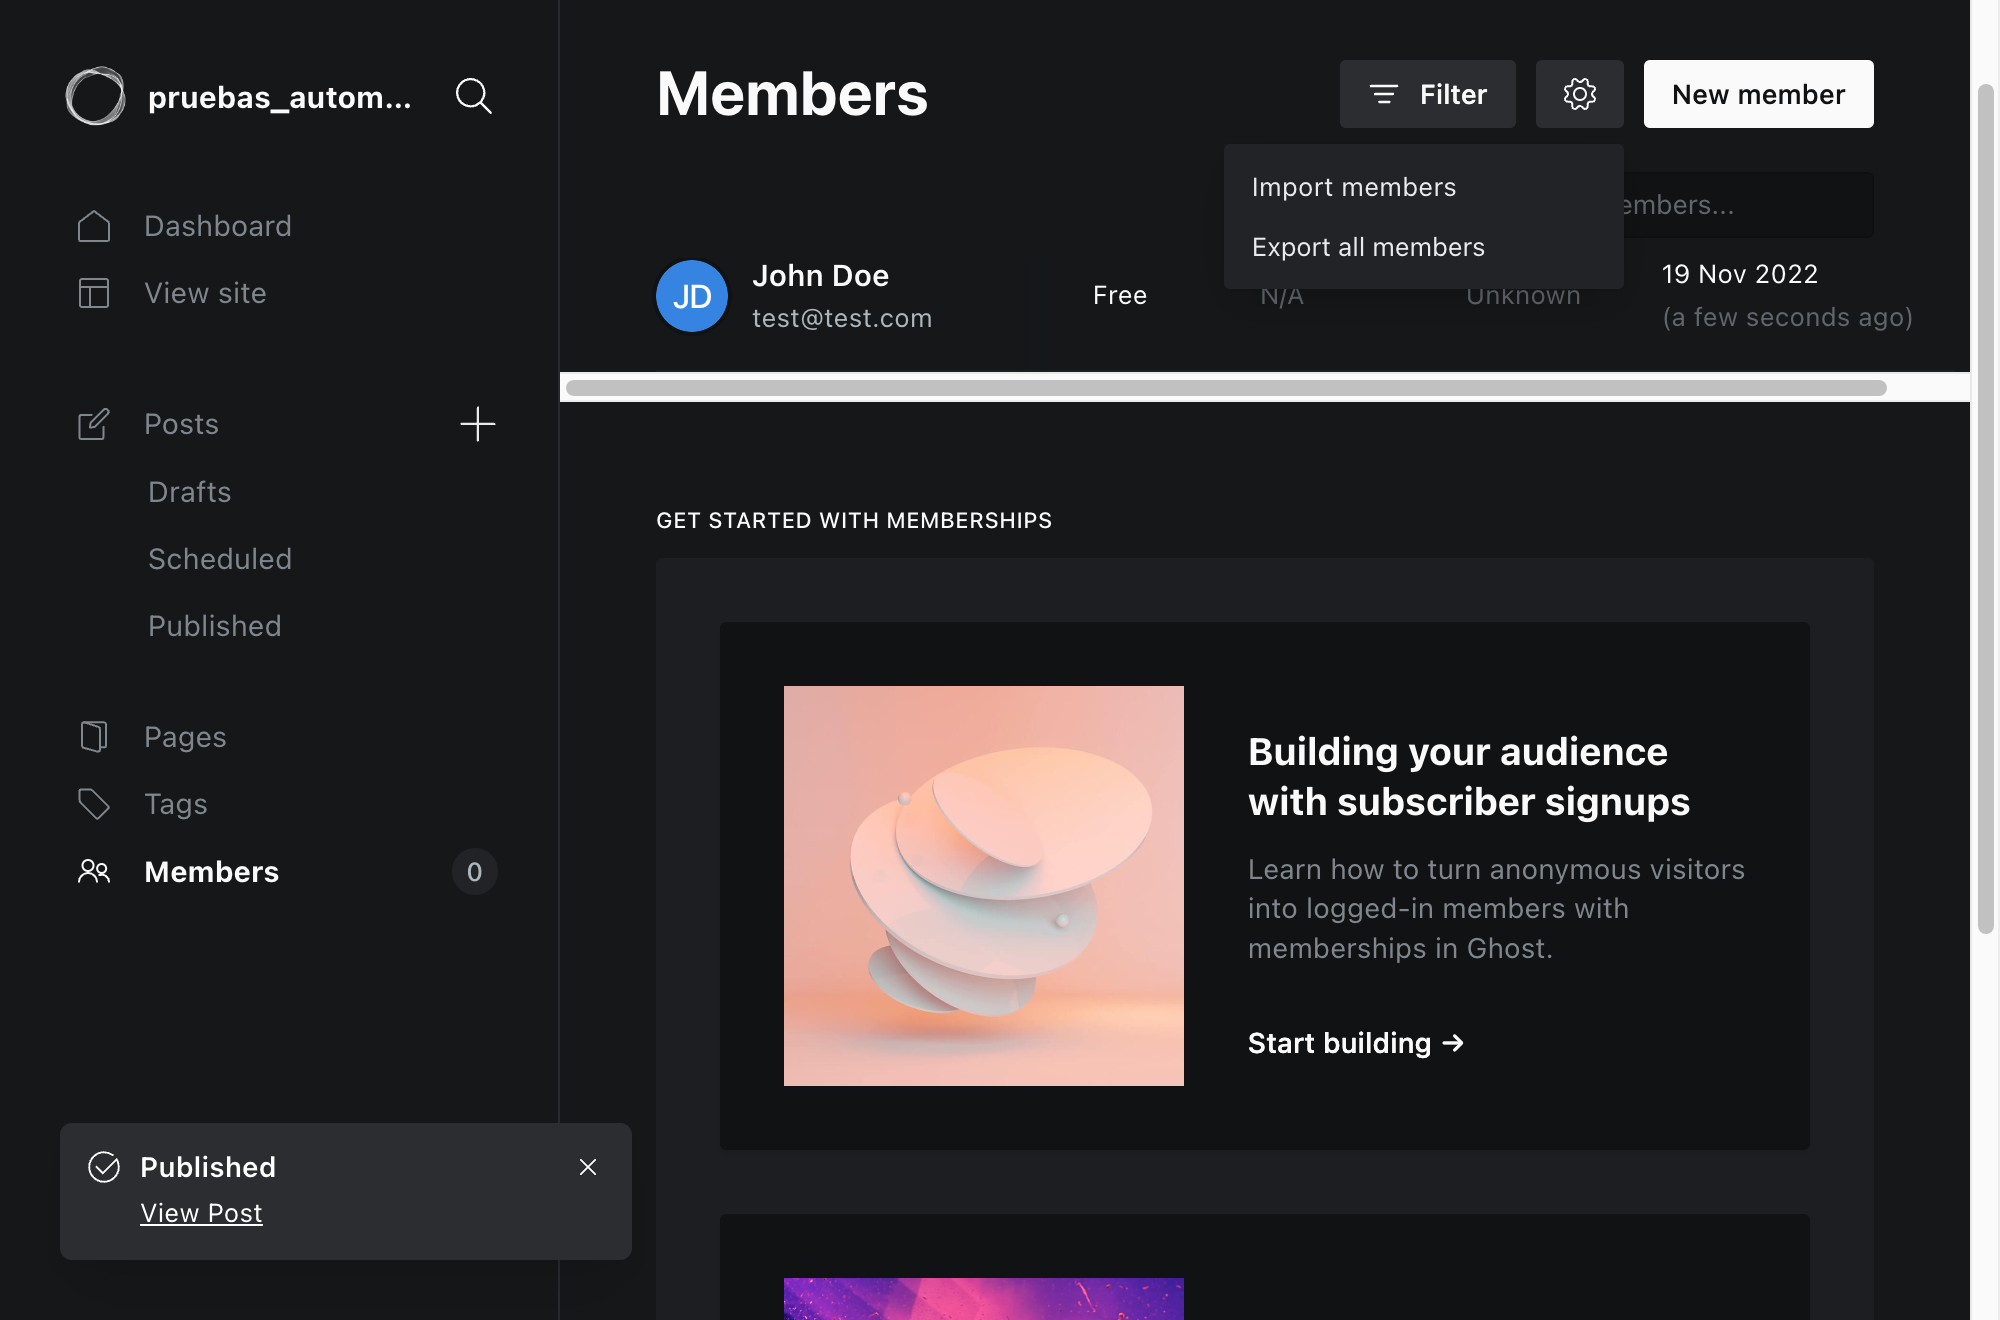 pruebas_autom...
Dashboard
View site
Posts
Drafts
Scheduled
Published
Pages
Tags
Members
0
Published
View Post
Members
Filter
New member
Import members
Export all members
embers...
JD
John Doe
test@test.com
Free
N/A
Unknown
19 Nov 2022
(a few seconds ago)
GET STARTED WITH MEMBERSHIPS
Building your audience
with subscriber signups
Learn how to turn anonymous visitors
into logged-in members with
memberships in Ghost.
Start building →